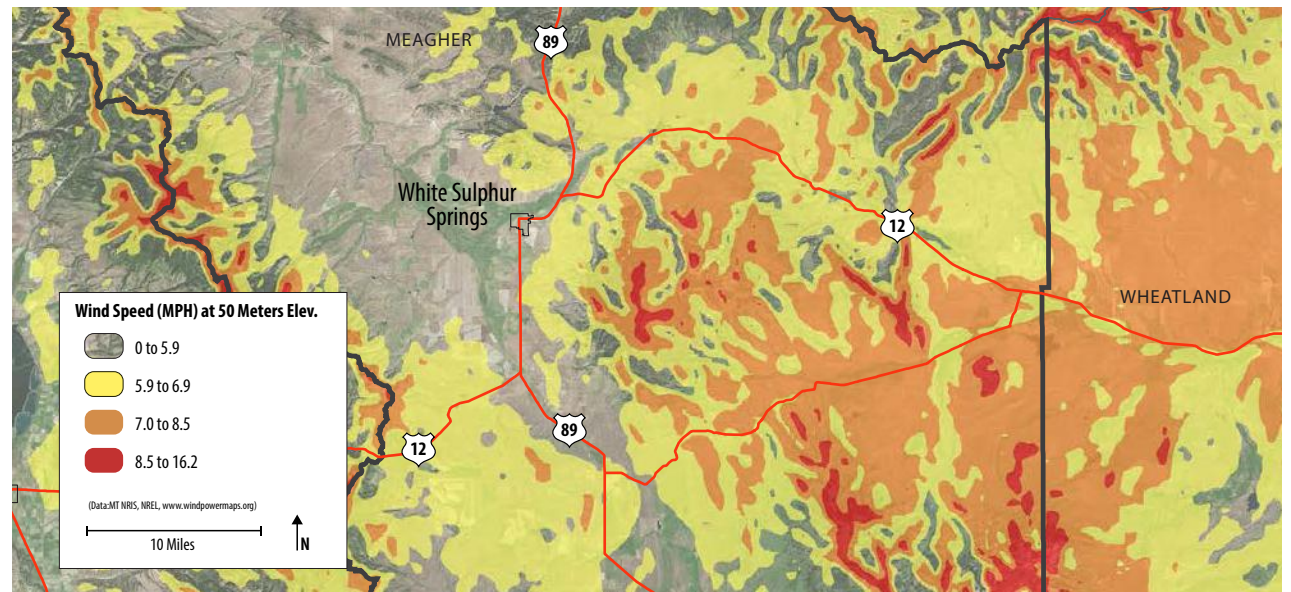 MEAGHER
89
White Sulphur
Springs
12
WHEATLAND
Wind Speed (MPH) at 50 Meters Elev.
0 to 5.9
5.9 to 6.9
7.0 to 8.5
8.5 to 16.2
(Data:MT NRIS, NREL, www.windpowermaps.org)
10 Miles
N
12
89